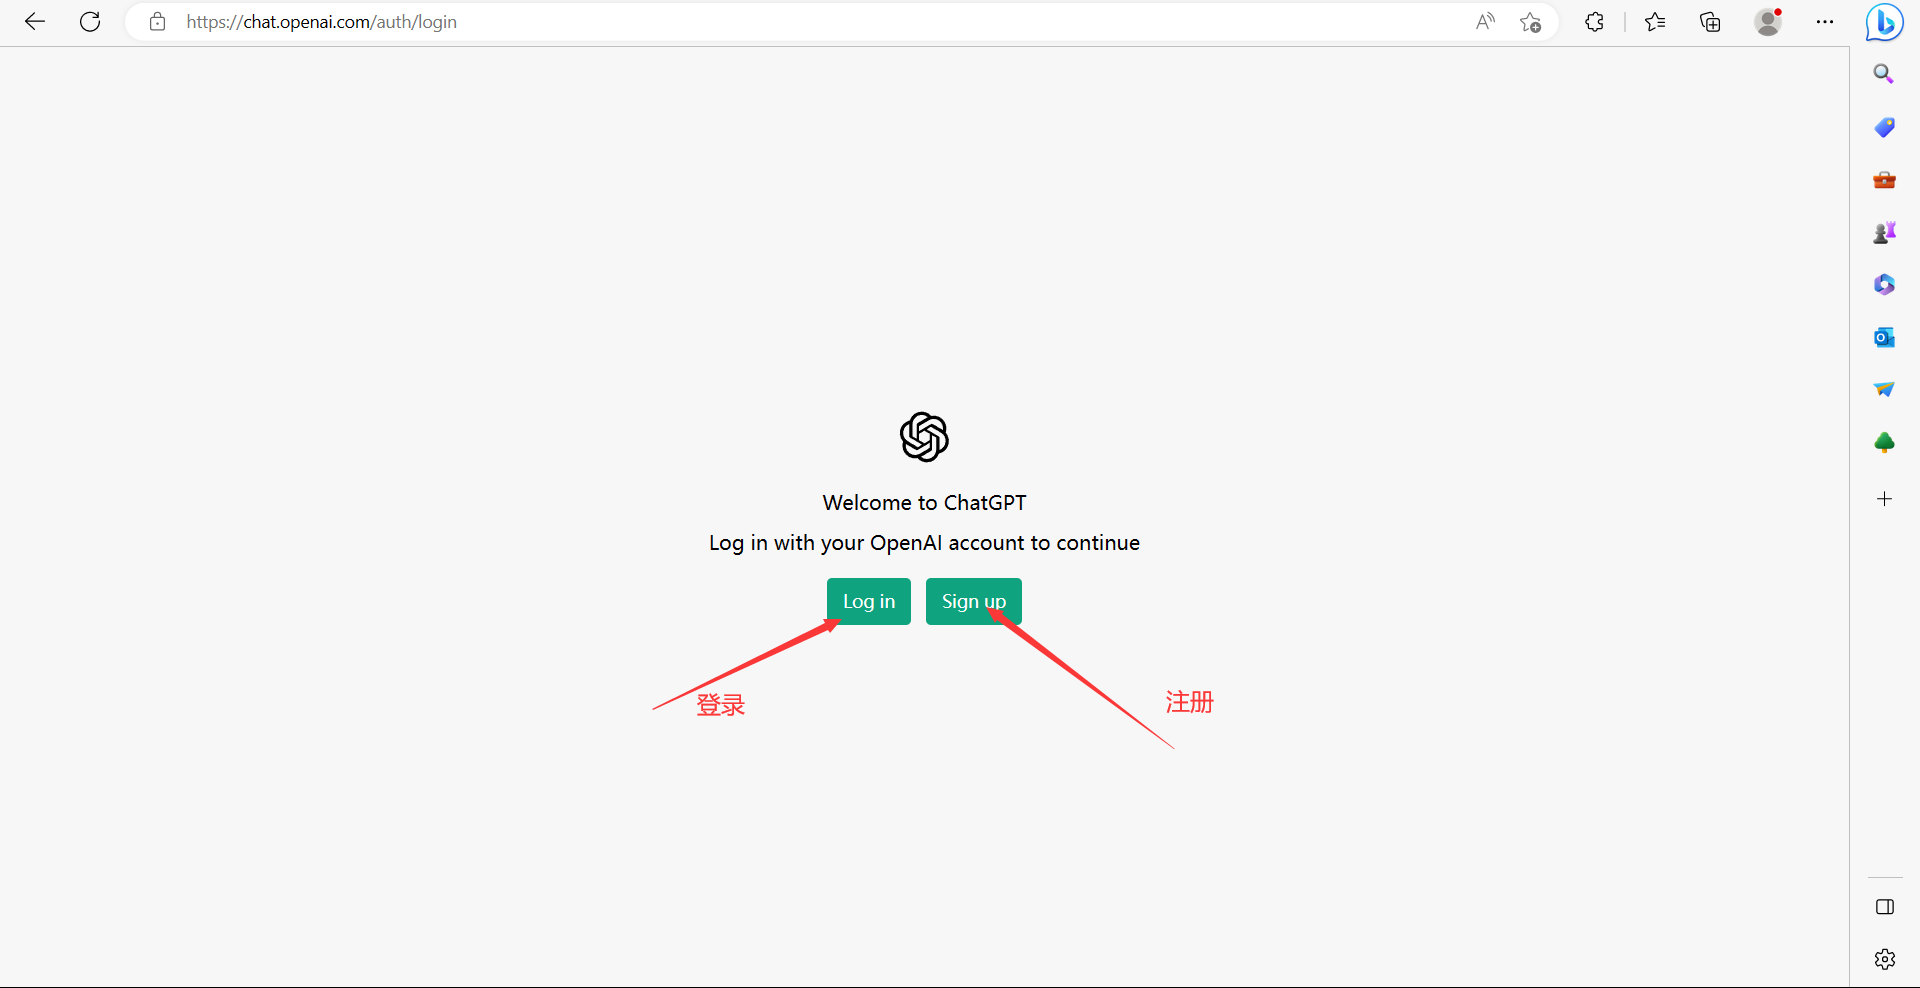 https://chat.openai.com/auth/login
Welcome to ChatGPT
Log in with your OpenAI account to continue
Log in
Sign up
登录
注册